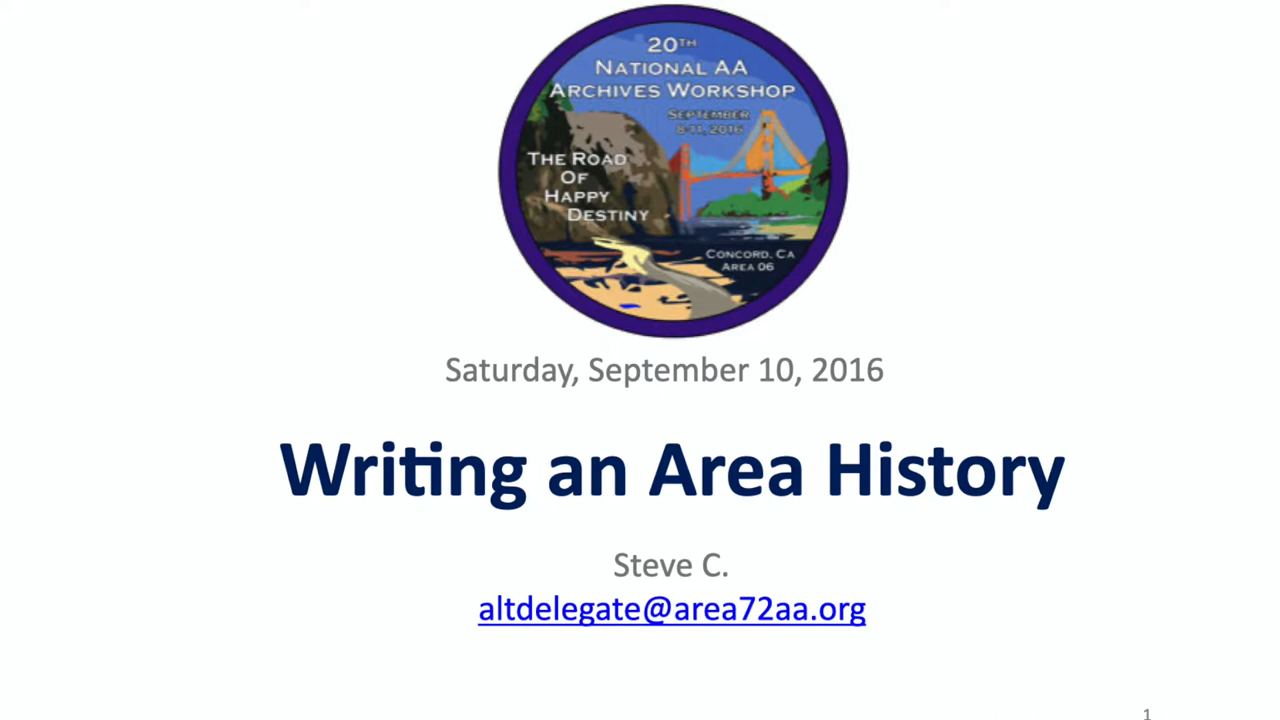 20TH
NATIONAL AA
ARCHIVES WORKSHOP
SEPTEMBER
8-11, 2016
THE ROAD
OF
HAPPY
DESTINY
CONCORD, CA
AREA 06
Saturday, September 10, 2016
Writing an Area History
Steve C.
altdelegate@area72aa.org
1